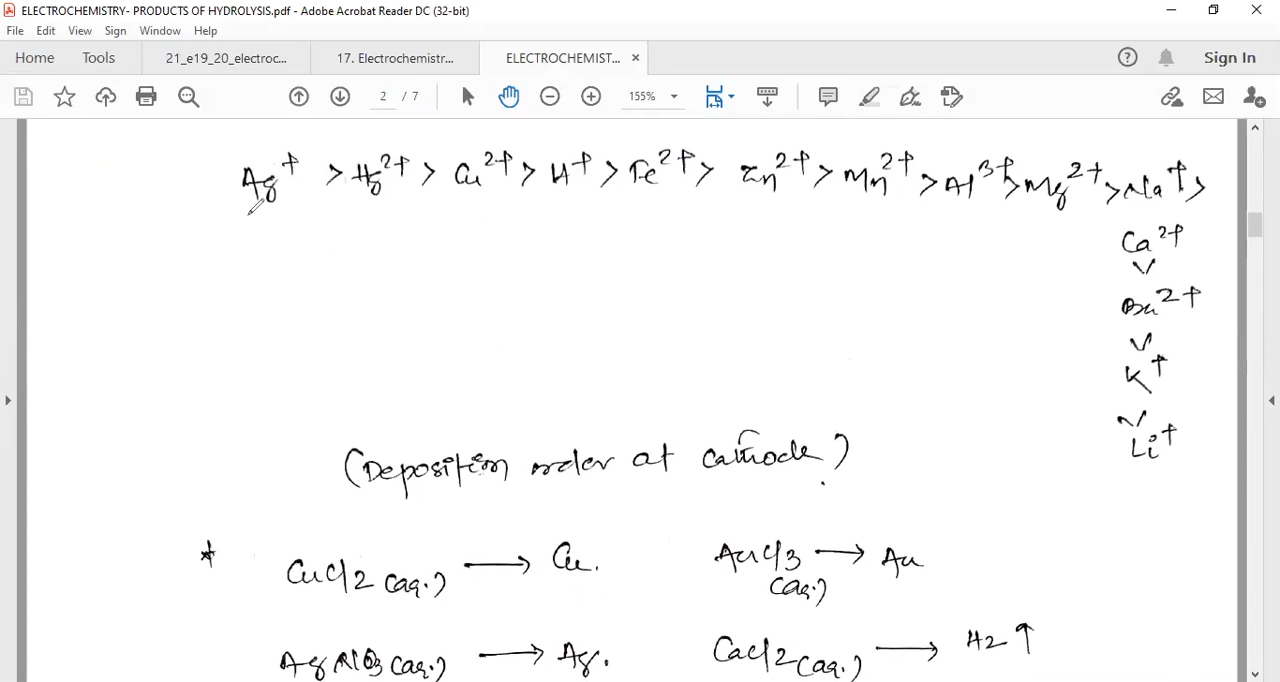 ELECTROCHEMISTRY- PRODUCTS OF HYDROLYSIS.pdf - Adobe Acrobat Reader DC (32-bit)
File Edit View Sign Window Help
Home Tools 21_e19_20_electroc... 17. Electrochemistr... ELECTROCHEMIST... × Sign In
2 / 7 155%
Ag+ > Hg2+ > Cu2+ > H+ > Fe2+ > Zn2+ > Mn2+ > Al3+ > Mg2+ > Na+ >
Ca2+
>
Ba2+
>
K+
>
Li+
(Deposition order at cathode)
* CuCl2 (aq.) → Cu. AuCl3 (aq.) → Au
AgNO3 (aq.) → Ag. CaCl2 (aq.) → H2 ↑